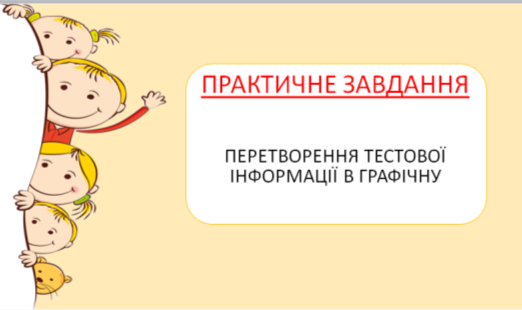 ПРАКТИЧНЕ ЗАВДАННЯ
ПЕРЕТВОРЕННЯ ТЕСТОВОЇ
ІНФОРМАЦІЇ В ГРАФІЧНУ